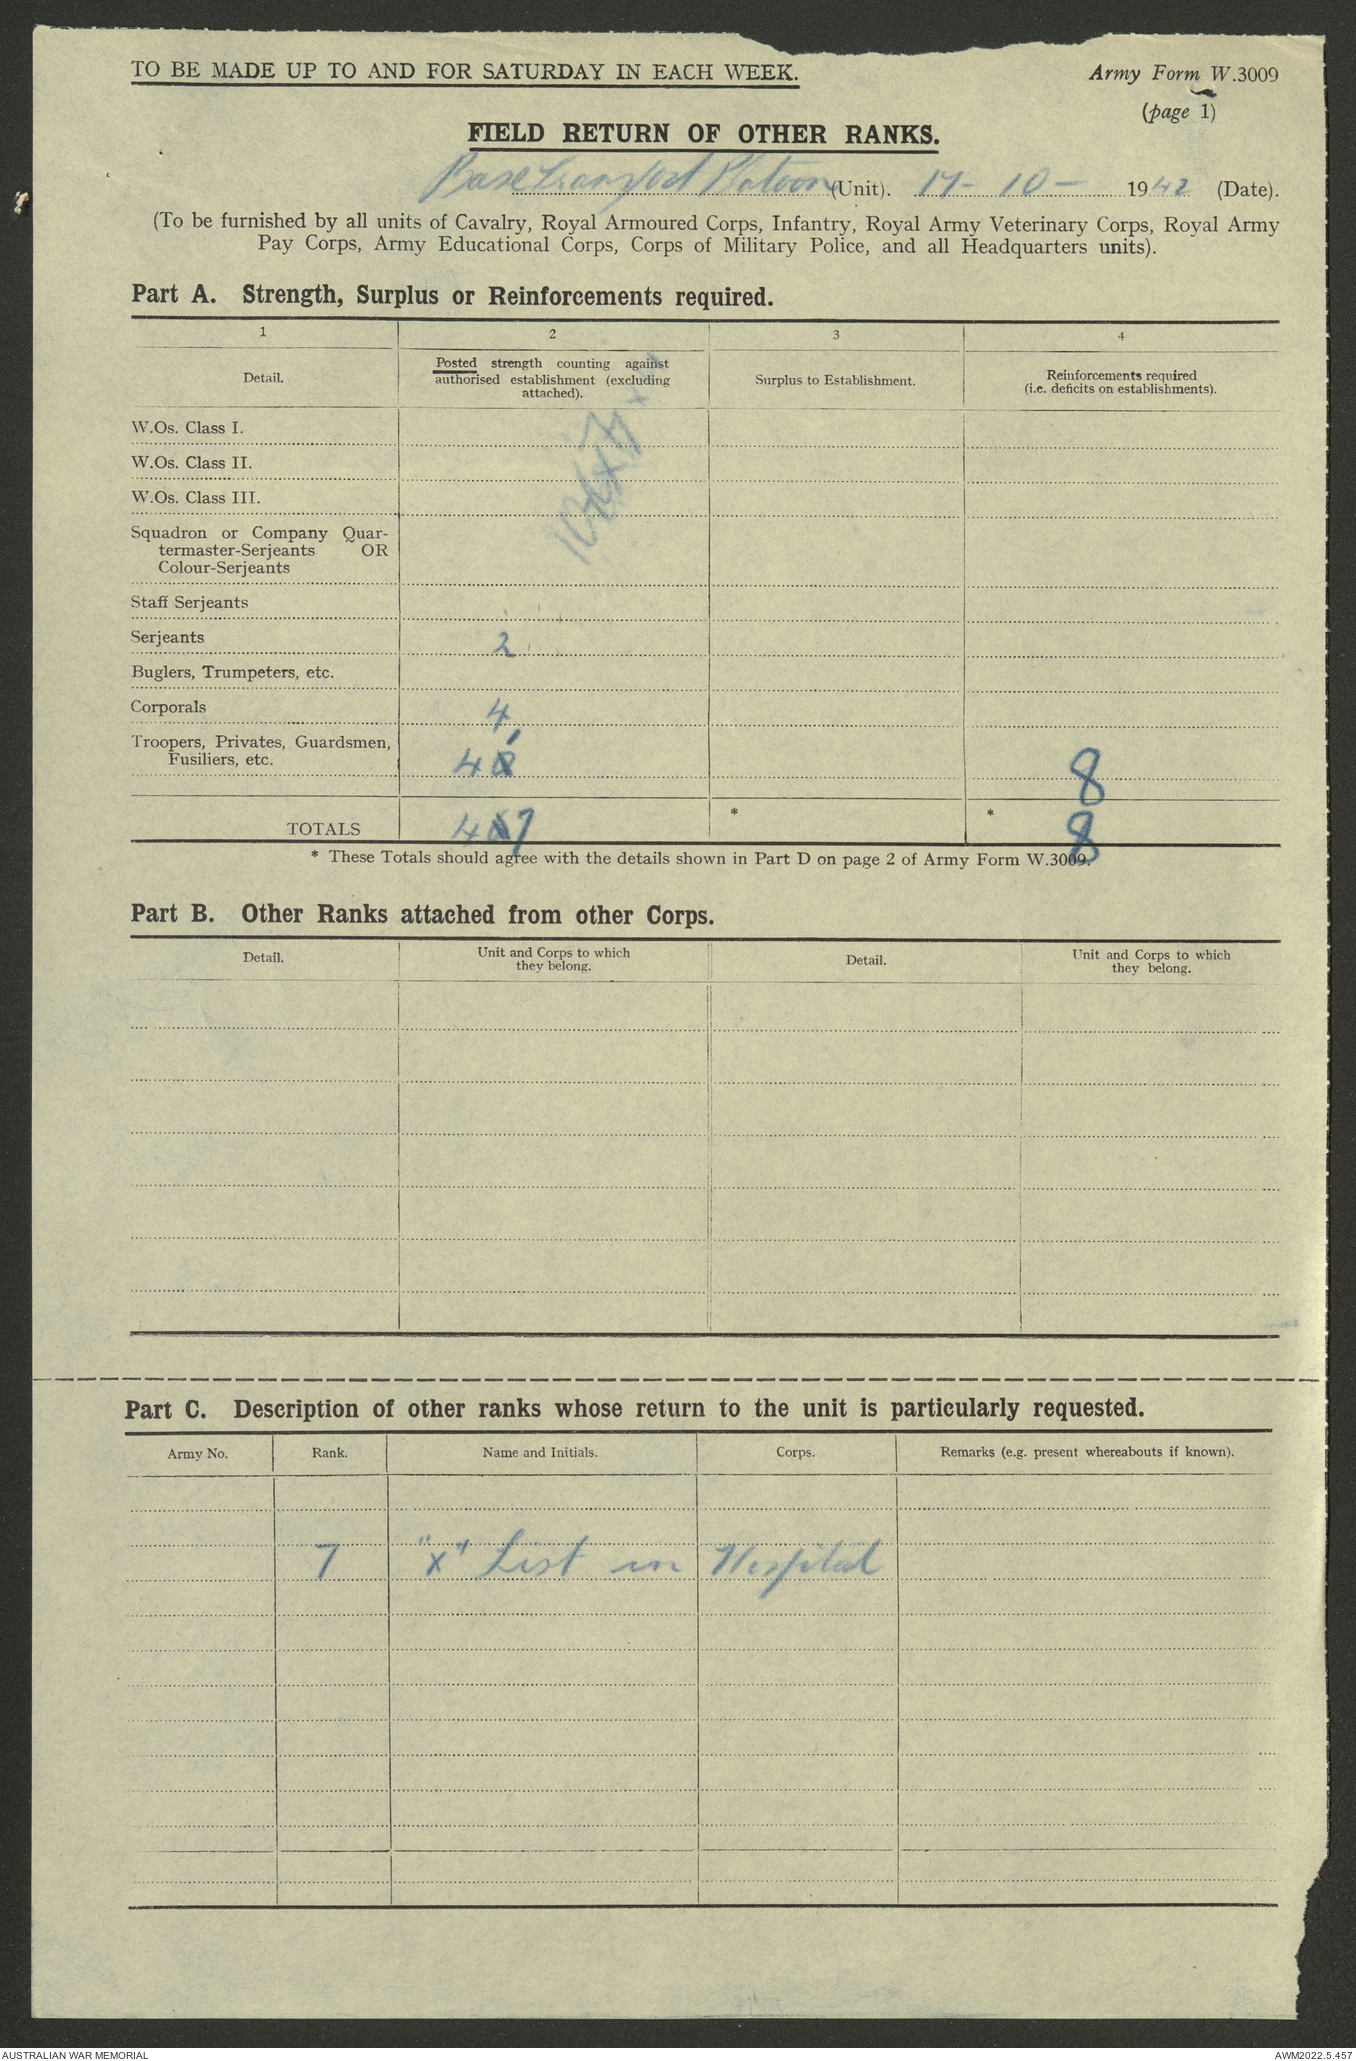 TO BE MADE UP TO AND FOR SATURDAY IN EACH WEEK.
Army Form W.3009
(page 1)
FIELD RETURN OF OTHER RANKS.
Base Transport Platoon (Unit). 17- 10- 1942 (Date).
(To be furnished by all units of Cavalry, Royal Armoured Corps, Infantry, Royal Army Veterinary Corps, Royal Army
Pay Corps, Army Educational Corps, Corps of Military Police, and all Headquarters units).
Part A. Strength, Surplus or Reinforcements required.
1 2 3 4
Detail. Posted strength counting against authorised establishment (excluding attached). Surplus to Establishment. Reinforcements required (i.e. deficits on establishments).
W.Os. Class I.
W.Os. Class II.
W.Os. Class III.
Squadron or Company Quar-
termaster-Serjeants OR
Colour-Serjeants
Staff Serjeants
Serjeants 2
Buglers, Trumpeters, etc.
Corporals 4
Troopers, Privates, Guardsmen,
Fusiliers, etc. 8
TOTALS * * 8
* These Totals should agree with the details shown in Part D on page 2 of Army Form W.3009.
Part B. Other Ranks attached from other Corps.
Detail. Unit and Corps to which they belong. Detail. Unit and Corps to which they belong.
Part C. Description of other ranks whose return to the unit is particularly requested.
Army No. Rank. Name and Initials. Corps. Remarks (e.g. present whereabouts if known).
7 "x" List in Hospital
AUSTRALIAN WAR MEMORIAL AWM2022.5.457